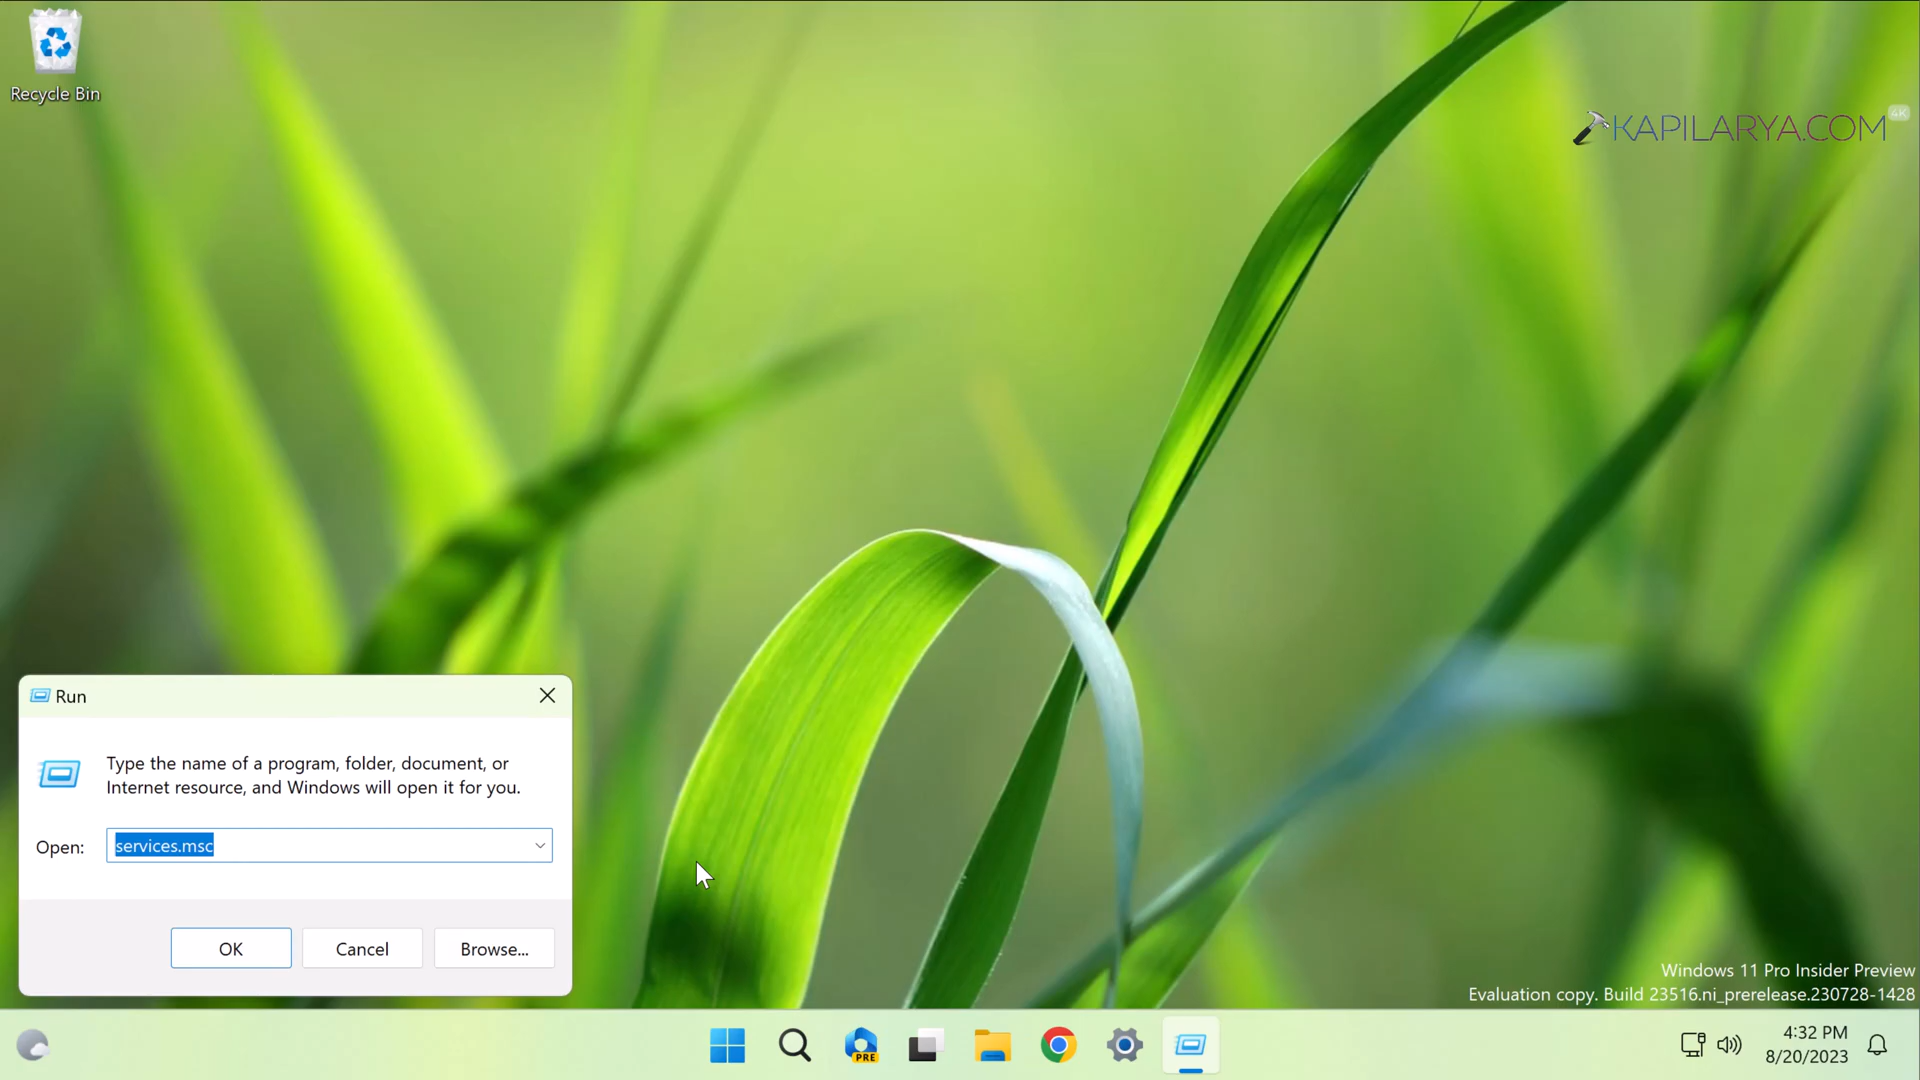 Recycle Bin
KAPILARYA.COM
4K
Run
Type the name of a program, folder, document, or
Internet resource, and Windows will open it for you.
Open:
services.msc
OK
Cancel
Browse...
Windows 11 Pro Insider Preview
Evaluation copy. Build 23516.ni_prerelease.230728-1428
PRE
4:32 PM
8/20/2023